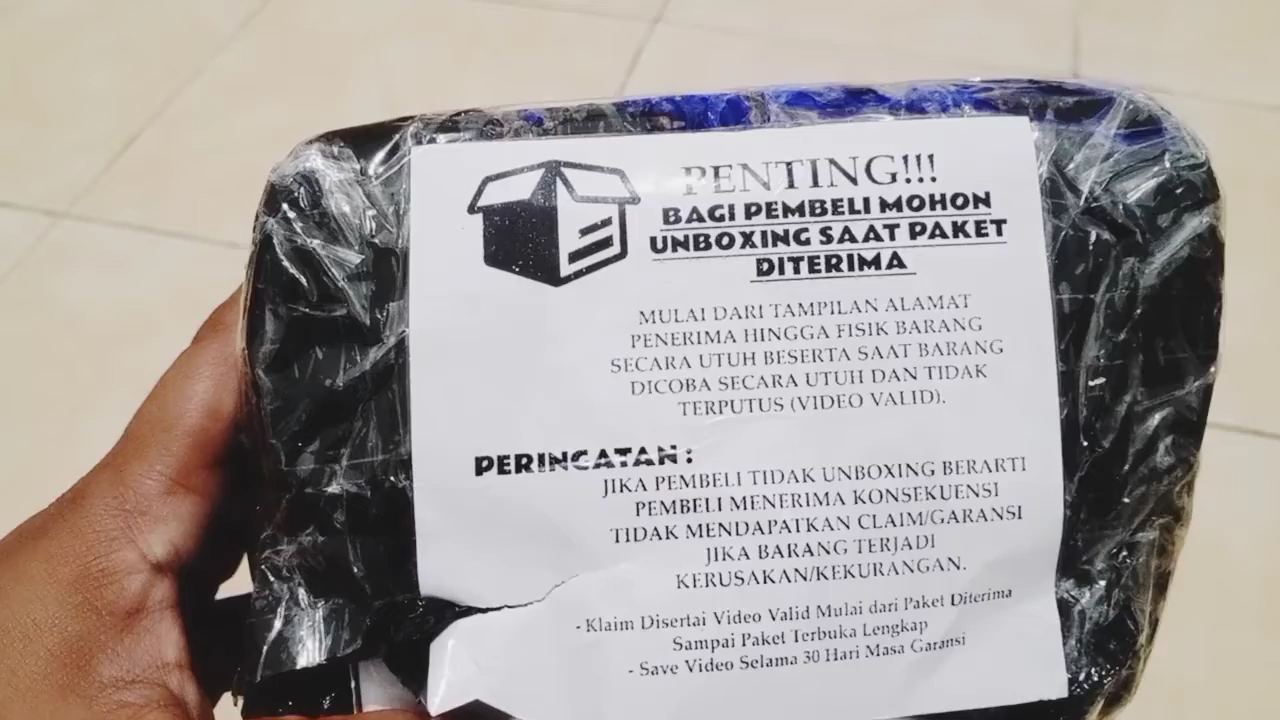 PENTING!!!
BAGI PEMBELI MOHON
UNBOXING SAAT PAKET
DITERIMA
MULAI DARI TAMPILAN ALAMAT
PENERIMA HINGGA FISIK BARANG
SECARA UTUH BESERTA SAAT BARANG
DICOBA SECARA UTUH DAN TIDAK
TERPUTUS (VIDEO VALID).
PERINGATAN :
JIKA PEMBELI TIDAK UNBOXING BERARTI
PEMBELI MENERIMA KONSEKUENSI
TIDAK MENDAPATKAN CLAIM/GARANSI
JIKA BARANG TERJADI
KERUSAKAN/KEKURANGAN.
- Klaim Disertai Video Valid Mulai dari Paket Diterima
Sampai Paket Terbuka Lengkap
- Save Video Selama 30 Hari Masa Garansi